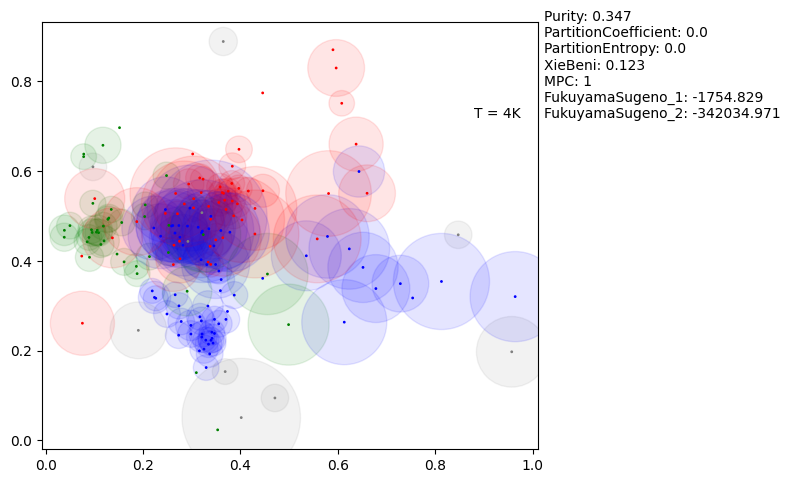 Purity: 0.347
PartitionCoefficient: 0.0
PartitionEntropy: 0.0
XieBeni: 0.123
MPC: 1
FukuyamaSugeno_1: -1754.829
FukuyamaSugeno_2: -342034.971
T = 4K
0.8
0.6
0.4
0.2
0.0
0.0 0.2 0.4 0.6 0.8 1.0